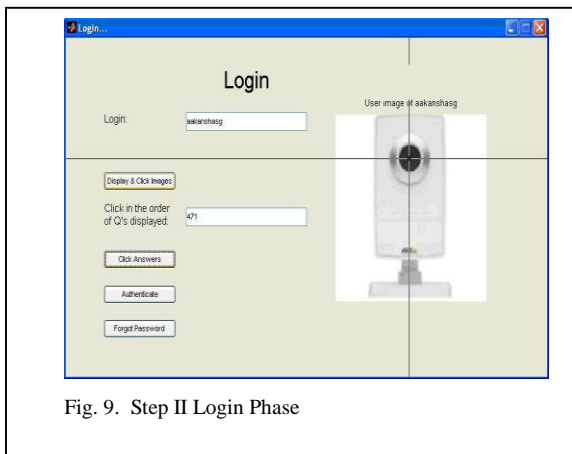 Login...
Login
User image of aakanshasg
Login:
aakanshasg
Display & Click Images
Click in the order
of Q's displayed:
471
Click Answers
Authenticate
Forgot Password
Fig. 9. Step II Login Phase